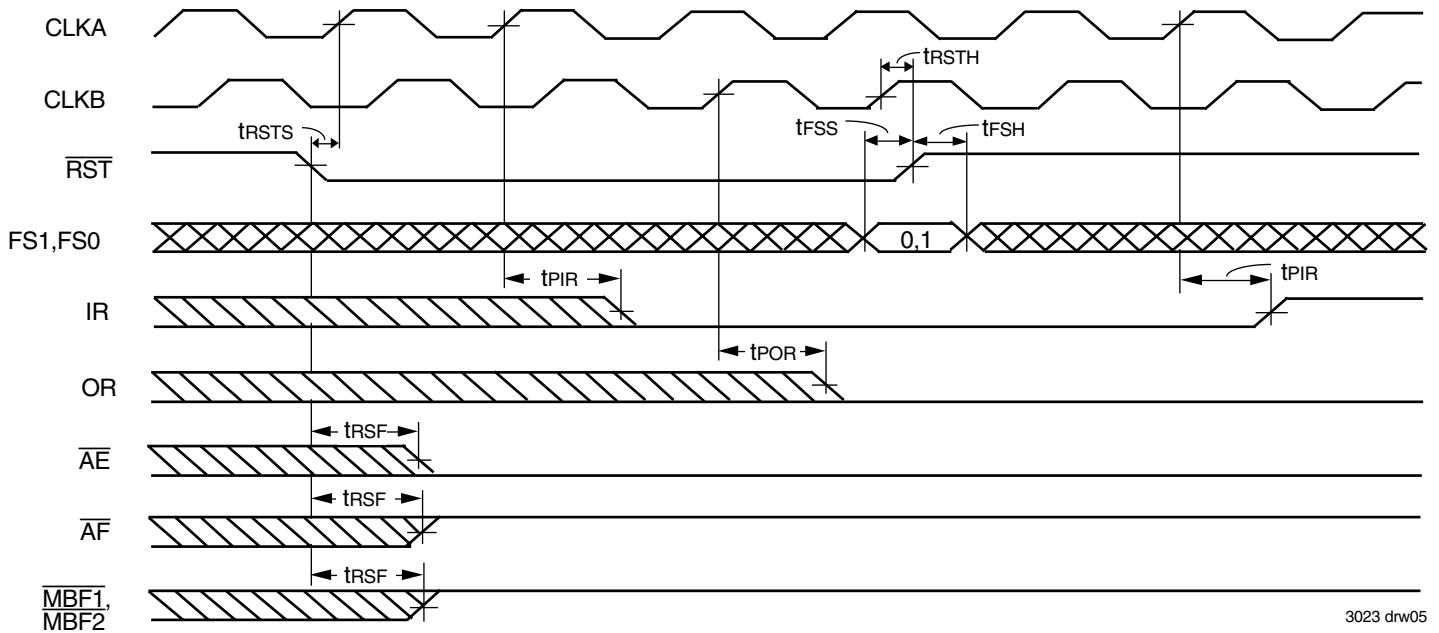 CLKA
tRSTH
CLKB
tRSTS
tFSS
tFSH
RST
FS1,FS0
0,1
tPIR
tPIR
IR
tPOR
OR
tRSF
AE
tRSF
AF
tRSF
MBF1,
MBF2
3023 drw05